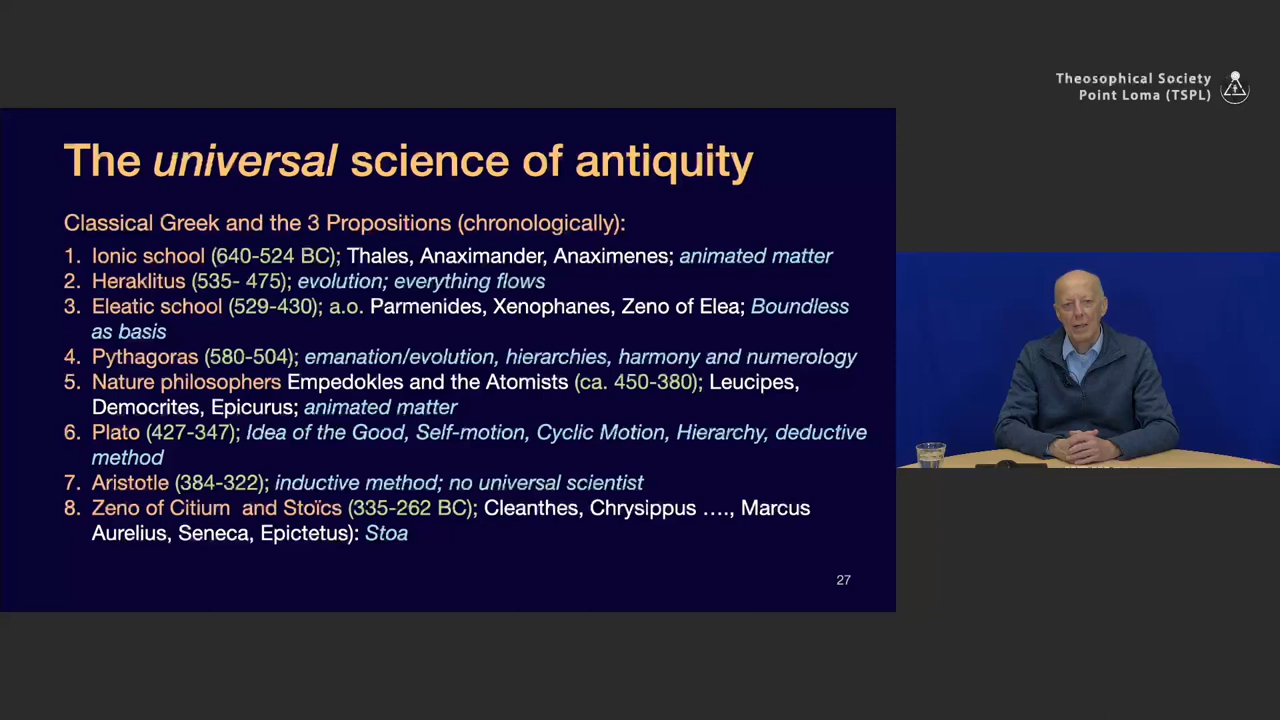 Theosophical Society
Point Loma (TSPL)
The universal science of antiquity
Classical Greek and the 3 Propositions (chronologically):
1. Ionic school (640-524 BC); Thales, Anaximander, Anaximenes; animated matter
2. Heraklitus (535- 475); evolution; everything flows
3. Eleatic school (529-430); a.o. Parmenides, Xenophanes, Zeno of Elea; Boundless
as basis
4. Pythagoras (580-504); emanation/evolution, hierarchies, harmony and numerology
5. Nature philosophers Empedokles and the Atomists (ca. 450-380); Leucipes,
Democrites, Epicurus; animated matter
6. Plato (427-347); Idea of the Good, Self-motion, Cyclic Motion, Hierarchy, deductive
method
7. Aristotle (384-322); inductive method; no universal scientist
8. Zeno of Citium and Stoïcs (335-262 BC); Cleanthes, Chrysippus …., Marcus
Aurelius, Seneca, Epictetus): Stoa
27